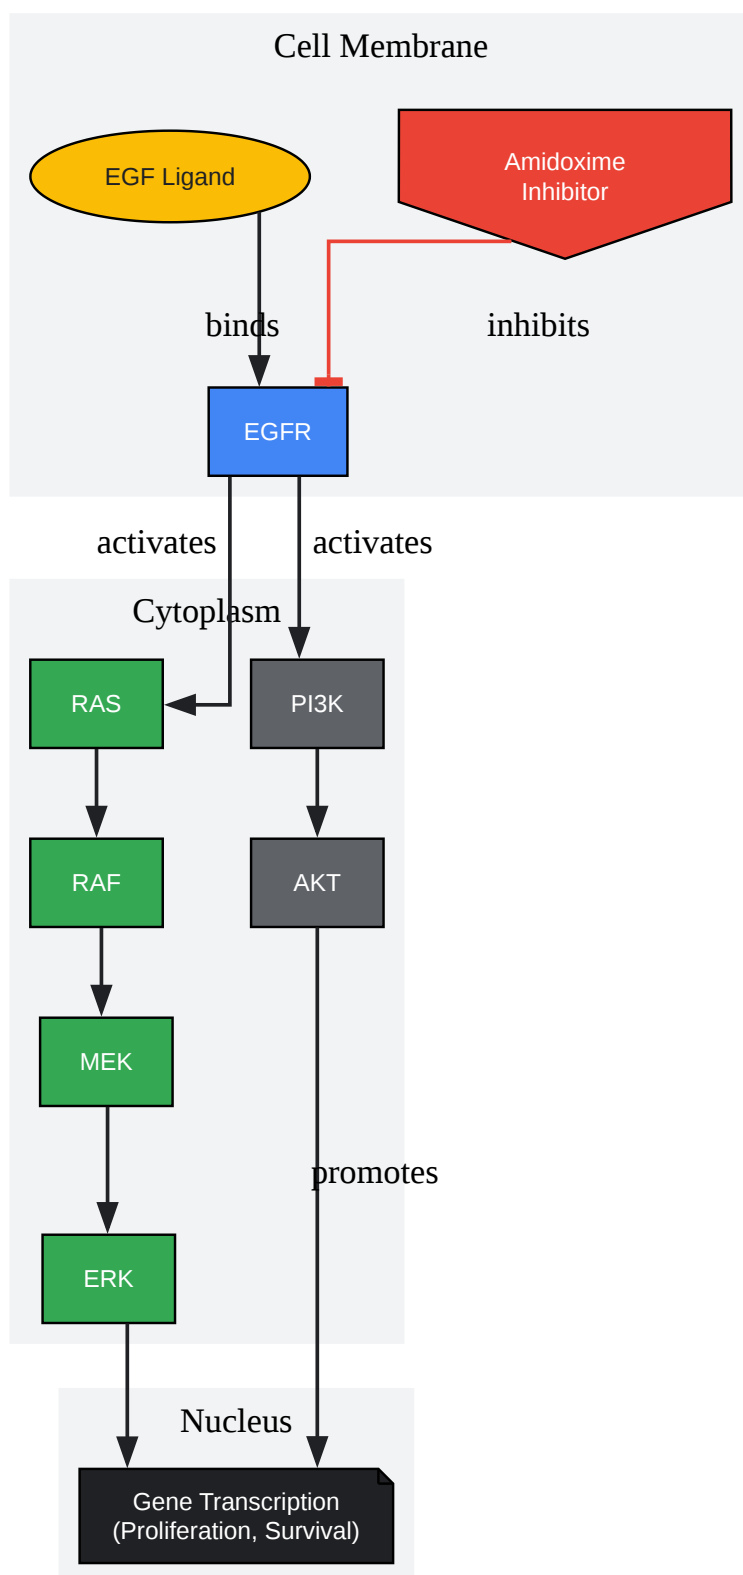 Cell Membrane
EGF Ligand
Amidoxime
Inhibitor
binds
inhibits
EGFR
activates
activates
Cytoplasm
RAS
PI3K
RAF
AKT
MEK
promotes
ERK
Nucleus
Gene Transcription
(Proliferation, Survival)